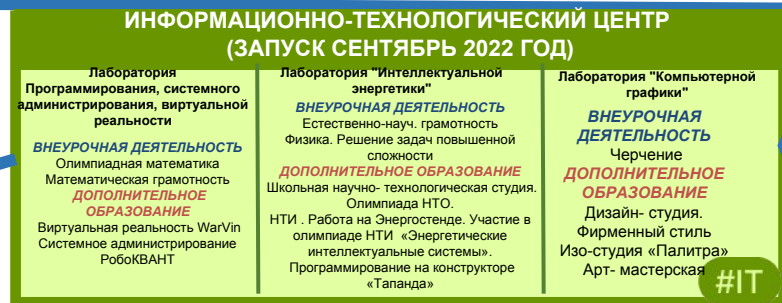 ИНФОРМАЦИОННО-ТЕХНОЛОГИЧЕСКИЙ ЦЕНТР
(ЗАПУСК СЕНТЯБРЬ 2022 ГОД)
Лаборатория
Программирования, системного
администрирования, виртуальной
реальности
ВНЕУРОЧНАЯ ДЕЯТЕЛЬНОСТЬ
Олимпиадная математика
Математическая грамотность
ДОПОЛНИТЕЛЬНОЕ
ОБРАЗОВАНИЕ
Виртуальная реальность WarVin
Системное администрирование
РобоКВАНТ
Лаборатория "Интеллектуальной
энергетики"
ВНЕУРОЧНАЯ ДЕЯТЕЛЬНОСТЬ
Естественно-науч. грамотность
Физика. Решение задач повышенной
сложности
ДОПОЛНИТЕЛЬНОЕ ОБРАЗОВАНИЕ
Школьная научно- технологическая студия.
Олимпиада НТО.
НТИ . Работа на Энергостенде. Участие в
олимпиаде НТИ «Энергетические
интеллектуальные системы».
Программирование на конструкторе
«Тапанда»
Лаборатория "Компьютерной
графики"
ВНЕУРОЧНАЯ
ДЕЯТЕЛЬНОСТЬ
Черчение
ДОПОЛНИТЕЛЬНОЕ
ОБРАЗОВАНИЕ
Дизайн- студия.
Фирменный стиль
Изо-студия «Палитра»
Арт- мастерская
#IT